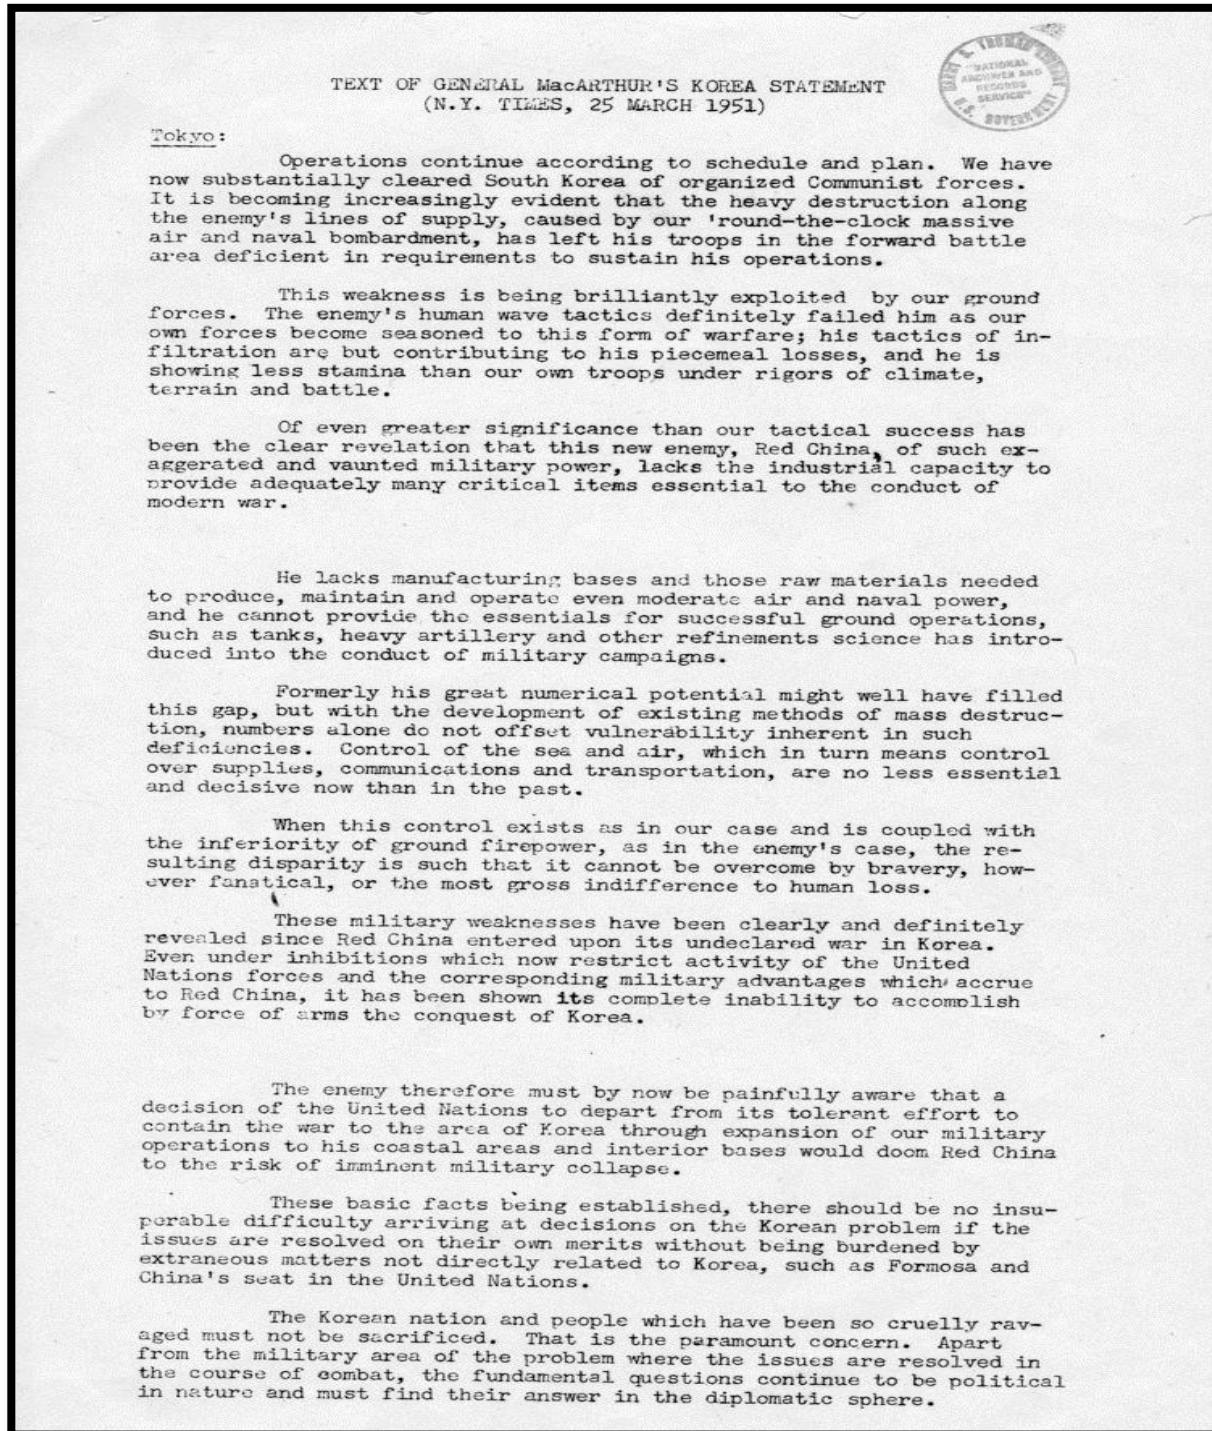 HARRY S. TRUMAN LIBRARY
"NATIONAL
ARCHIVES AND
RECORDS
SERVICE"
U.S. GOVERNMENT
TEXT OF GENERAL MacARTHUR'S KOREA STATEMENT
(N.Y. TIMES, 25 MARCH 1951)
Tokyo:
Operations continue according to schedule and plan. We have
now substantially cleared South Korea of organized Communist forces.
It is becoming increasingly evident that the heavy destruction along
the enemy's lines of supply, caused by our 'round-the-clock massive
air and naval bombardment, has left his troops in the forward battle
area deficient in requirements to sustain his operations.
This weakness is being brilliantly exploited by our ground
forces. The enemy's human wave tactics definitely failed him as our
own forces become seasoned to this form of warfare; his tactics of in-
filtration are but contributing to his piecemeal losses, and he is
showing less stamina than our own troops under rigors of climate,
terrain and battle.
Of even greater significance than our tactical success has
been the clear revelation that this new enemy, Red China, of such ex-
aggerated and vaunted military power, lacks the industrial capacity to
provide adequately many critical items essential to the conduct of
modern war.
He lacks manufacturing bases and those raw materials needed
to produce, maintain and operate even moderate air and naval power,
and he cannot provide the essentials for successful ground operations,
such as tanks, heavy artillery and other refinements science has intro-
duced into the conduct of military campaigns.
Formerly his great numerical potential might well have filled
this gap, but with the development of existing methods of mass destruc-
tion, numbers alone do not offset vulnerability inherent in such
deficiencies. Control of the sea and air, which in turn means control
over supplies, communications and transportation, are no less essential
and decisive now than in the past.
When this control exists as in our case and is coupled with
the inferiority of ground firepower, as in the enemy's case, the re-
sulting disparity is such that it cannot be overcome by bravery, how-
ever fanatical, or the most gross indifference to human loss.
These military weaknesses have been clearly and definitely
revealed since Red China entered upon its undeclared war in Korea.
Even under inhibitions which now restrict activity of the United
Nations forces and the corresponding military advantages which accrue
to Red China, it has been shown its complete inability to accomplish
by force of arms the conquest of Korea.
The enemy therefore must by now be painfully aware that a
decision of the United Nations to depart from its tolerant effort to
contain the war to the area of Korea through expansion of our military
operations to his coastal areas and interior bases would doom Red China
to the risk of imminent military collapse.
These basic facts being established, there should be no insu-
perable difficulty arriving at decisions on the Korean problem if the
issues are resolved on their own merits without being burdened by
extraneous matters not directly related to Korea, such as Formosa and
China's seat in the United Nations.
The Korean nation and people which have been so cruelly rav-
aged must not be sacrificed. That is the paramount concern. Apart
from the military area of the problem where the issues are resolved in
the course of combat, the fundamental questions continue to be political
in nature and must find their answer in the diplomatic sphere.